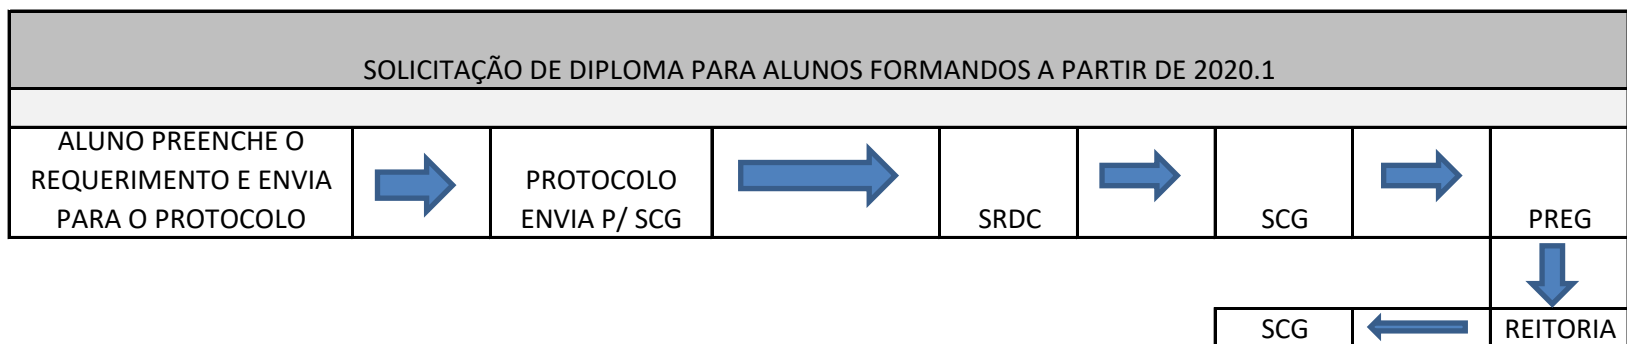 SOLICITAÇÃO DE DIPLOMA PARA ALUNOS FORMANDOS A PARTIR DE 2020.1
ALUNO PREENCHE O
REQUERIMENTO E ENVIA
PARA O PROTOCOLO
PROTOCOLO
ENVIA P/ SCG
SRDC
SCG
PREG
SCG
REITORIA